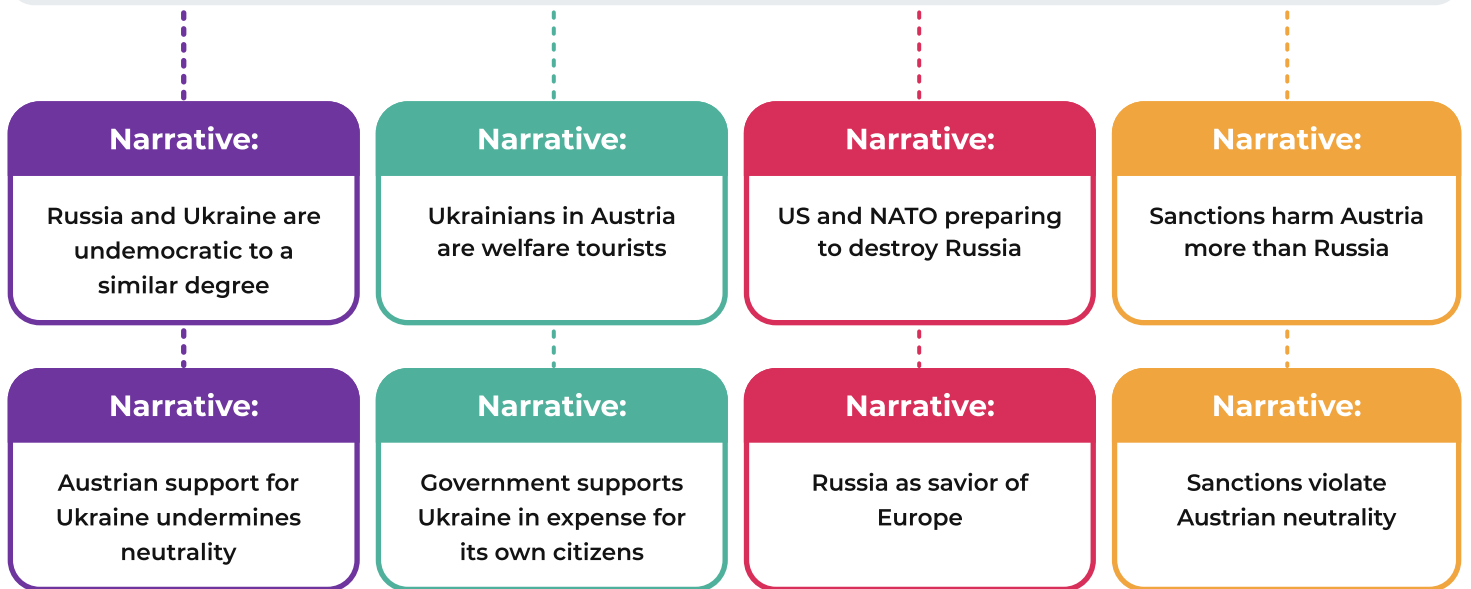 Narrative:
Russia and Ukraine are
undemocratic to a
similar degree
Narrative:
Ukrainians in Austria
are welfare tourists
Narrative:
US and NATO preparing
to destroy Russia
Narrative:
Sanctions harm Austria
more than Russia
Narrative:
Austrian support for
Ukraine undermines
neutrality
Narrative:
Government supports
Ukraine in expense for
its own citizens
Narrative:
Russia as savior of
Europe
Narrative:
Sanctions violate
Austrian neutrality